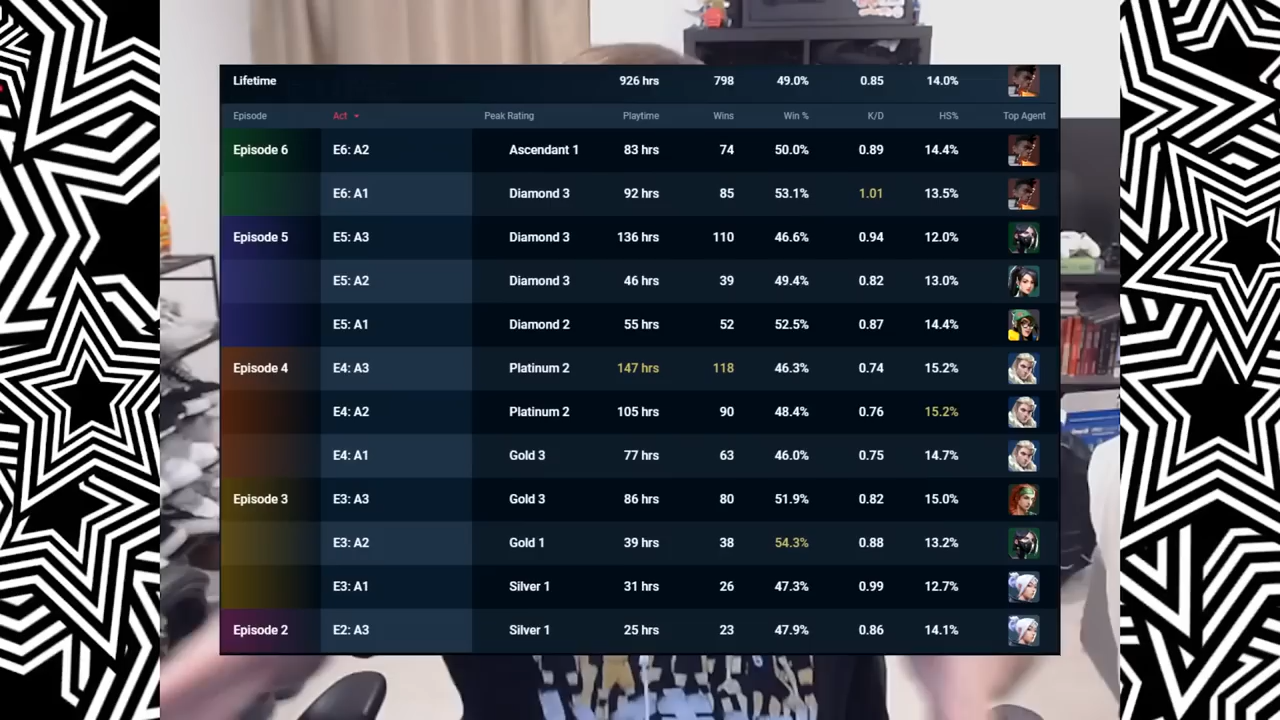 Lifetime 926 hrs 798 49.0% 0.85 14.0%
Episode Act Peak Rating Playtime Wins Win % K/D HS% Top Agent
Episode 6 E6: A2 Ascendant 1 83 hrs 74 50.0% 0.89 14.4%
E6: A1 Diamond 3 92 hrs 85 53.1% 1.01 13.5%
Episode 5 E5: A3 Diamond 3 136 hrs 110 46.6% 0.94 12.0%
E5: A2 Diamond 3 46 hrs 39 49.4% 0.82 13.0%
E5: A1 Diamond 2 55 hrs 52 52.5% 0.87 14.4%
Episode 4 E4: A3 Platinum 2 147 hrs 118 46.3% 0.74 15.2%
E4: A2 Platinum 2 105 hrs 90 48.4% 0.76 15.2%
E4: A1 Gold 3 77 hrs 63 46.0% 0.75 14.7%
Episode 3 E3: A3 Gold 3 86 hrs 80 51.9% 0.82 15.0%
E3: A2 Gold 1 39 hrs 38 54.3% 0.88 13.2%
E3: A1 Silver 1 31 hrs 26 47.3% 0.99 12.7%
Episode 2 E2: A3 Silver 1 25 hrs 23 47.9% 0.86 14.1%